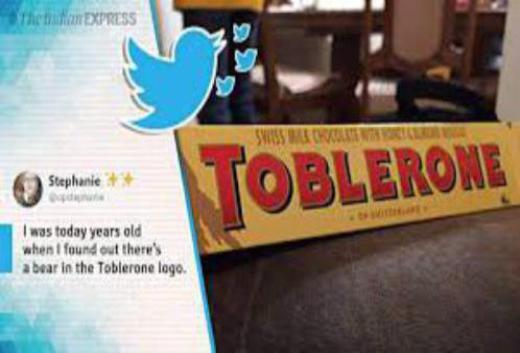 The Indian EXPRESS
Stephanie
@upstephanie
I was today years old
when I found out there's
a bear in the Toblerone logo.
SWISS MILK CHOCOLATE WITH HONEY & ALMOND NOUGAT
TOBLERONE
OF SWITZERLAND